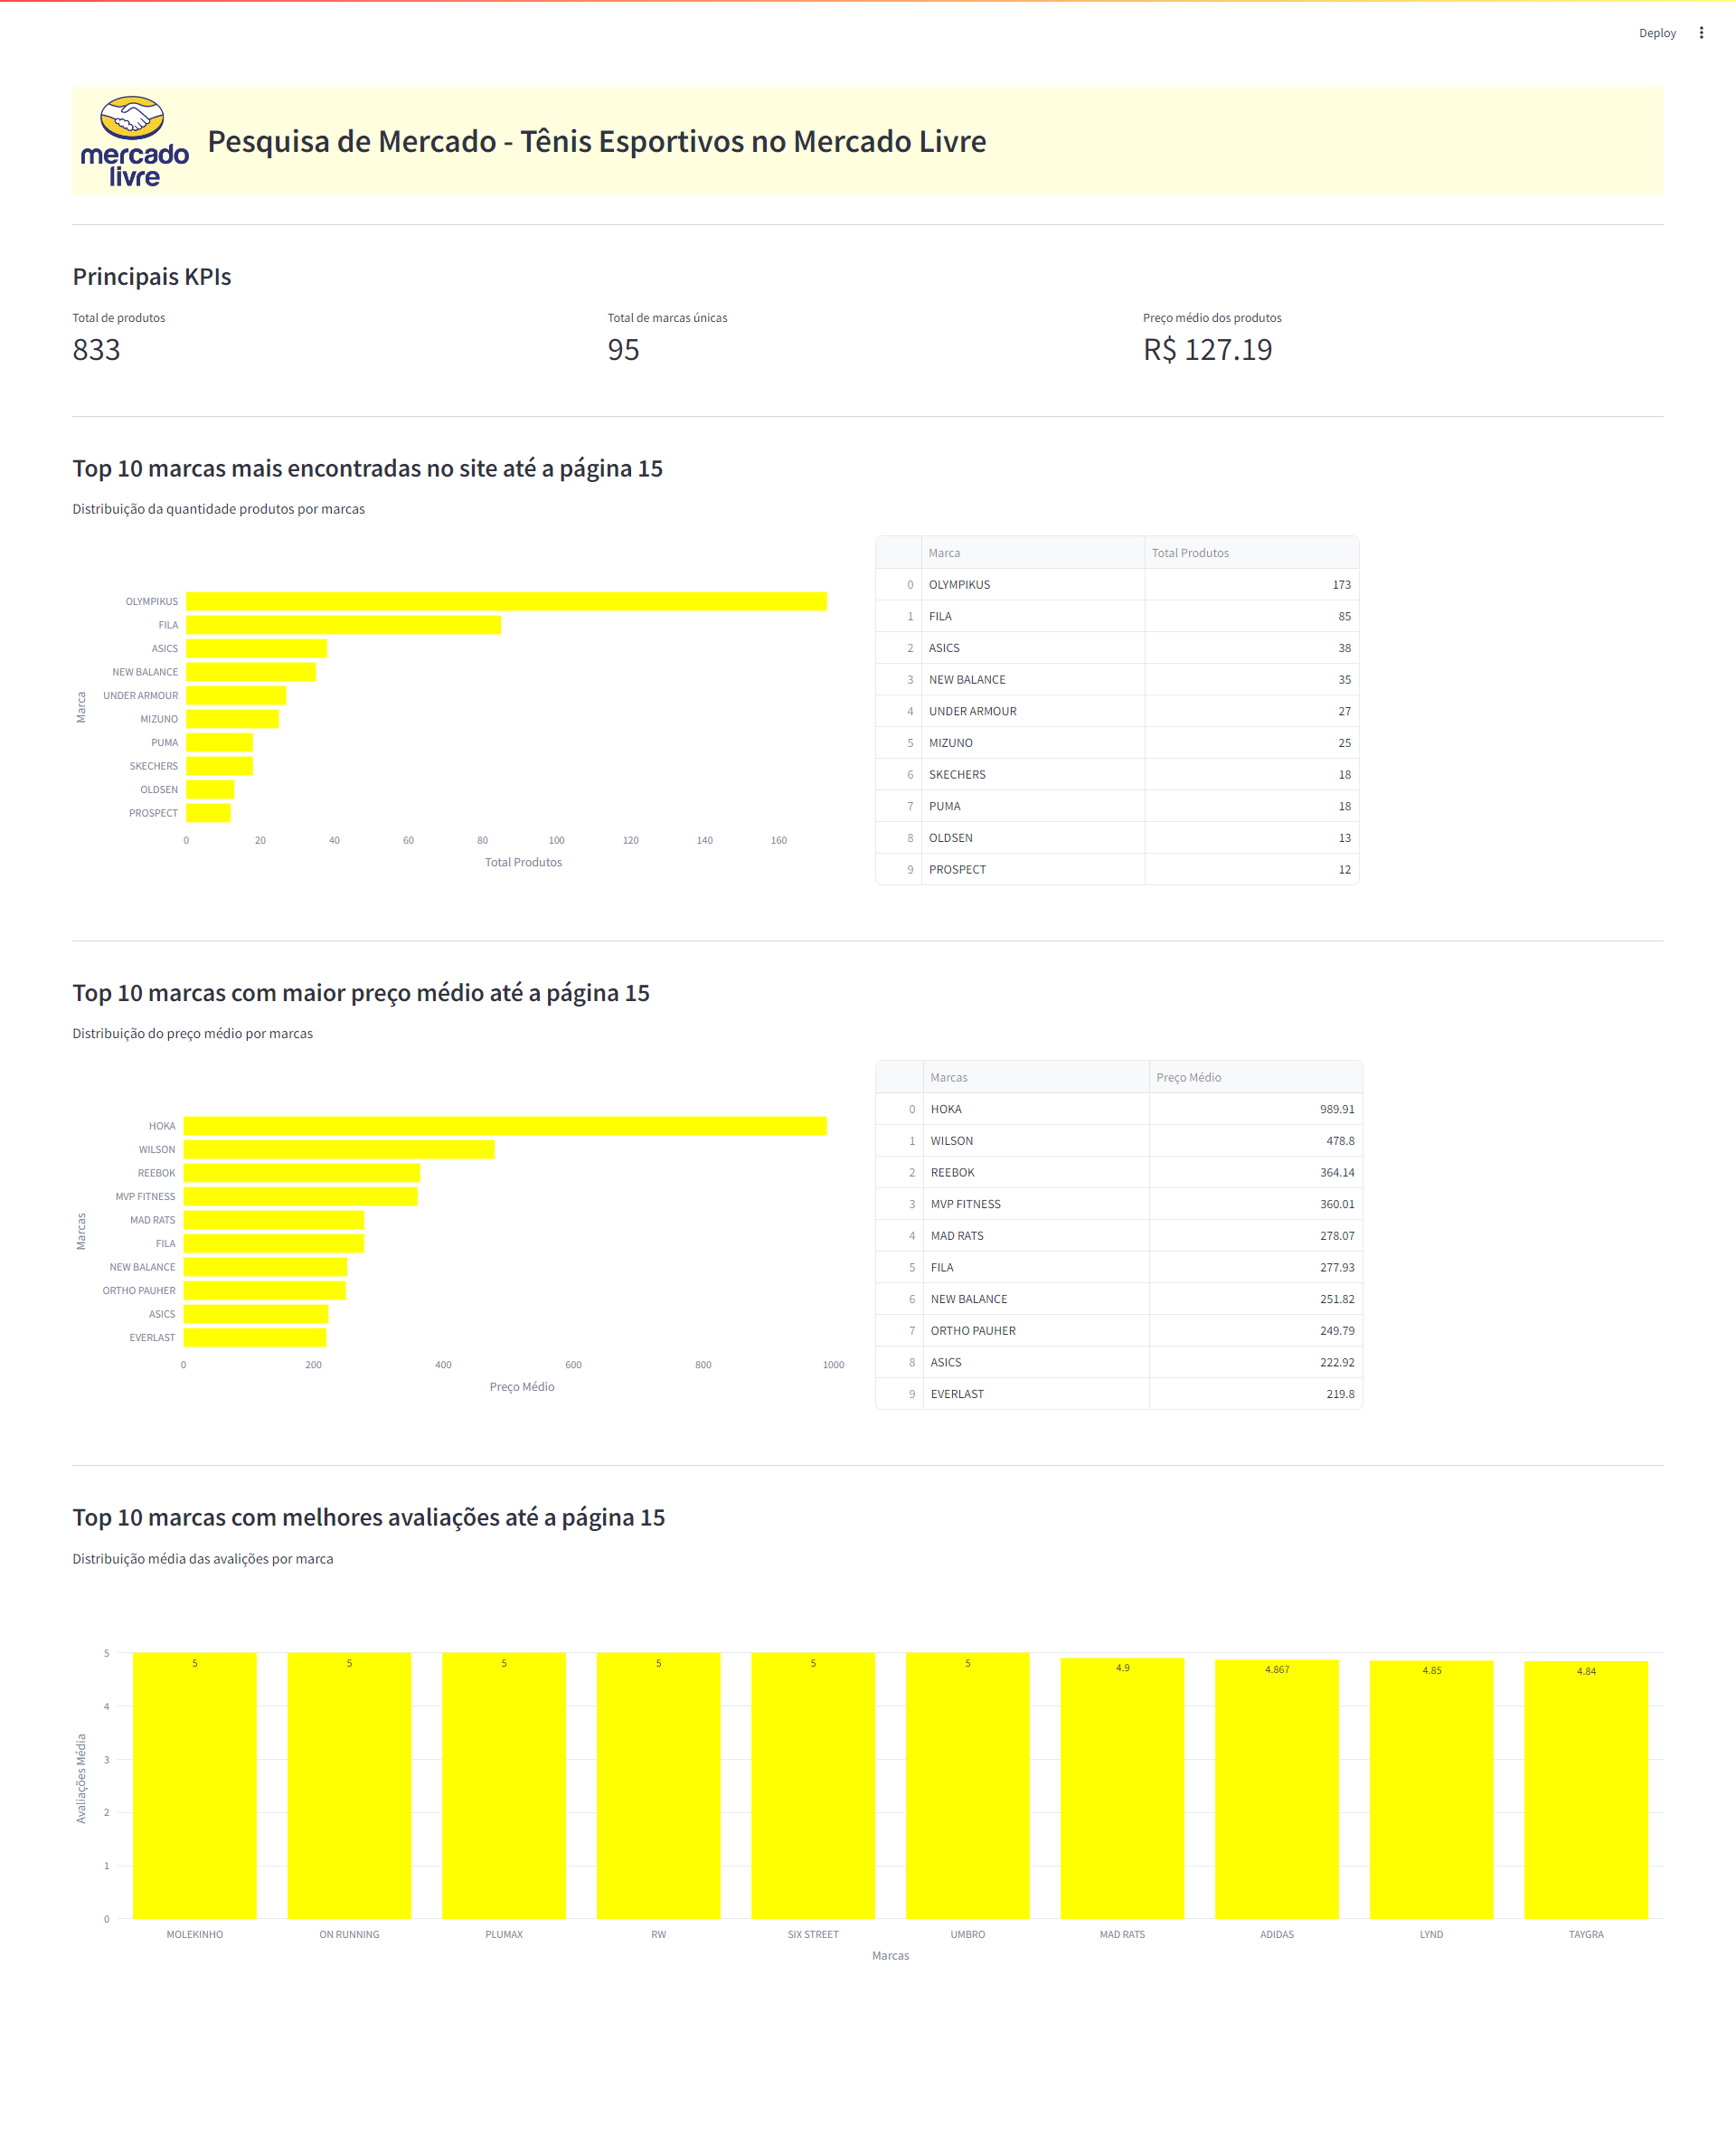 Deploy
mercado
livre
Pesquisa de Mercado - Tênis Esportivos no Mercado Livre
Principais KPIs
Total de produtos
833
Total de marcas únicas
95
Preço médio dos produtos
R$ 127.19
Top 10 marcas mais encontradas no site até a página 15
Distribuição da quantidade produtos por marcas
Marca
OLYMPIKUS
FILA
ASICS
NEW BALANCE
UNDER ARMOUR
MIZUNO
PUMA
SKECHERS
OLDSEN
PROSPECT
0 20 40 60 80 100 120 140 160
Total Produtos
Marca Total Produtos
0 OLYMPIKUS 173
1 FILA 85
2 ASICS 38
3 NEW BALANCE 35
4 UNDER ARMOUR 27
5 MIZUNO 25
6 SKECHERS 18
7 PUMA 18
8 OLDSEN 13
9 PROSPECT 12
Top 10 marcas com maior preço médio até a página 15
Distribuição do preço médio por marcas
Marcas
HOKA
WILSON
REEBOK
MVP FITNESS
MAD RATS
FILA
NEW BALANCE
ORTHO PAUHER
ASICS
EVERLAST
0 200 400 600 800 1000
Preço Médio
Marcas Preço Médio
0 HOKA 989.91
1 WILSON 478.8
2 REEBOK 364.14
3 MVP FITNESS 360.01
4 MAD RATS 278.07
5 FILA 277.93
6 NEW BALANCE 251.82
7 ORTHO PAUHER 249.79
8 ASICS 222.92
9 EVERLAST 219.8
Top 10 marcas com melhores avaliações até a página 15
Distribuição média das avalições por marca
Avaliações Média
5
4
3
2
1
0
5 5 5 5 5 5 4.9 4.867 4.85 4.84
MOLEKINHO ON RUNNING PLUMAX RW SIX STREET UMBRO MAD RATS ADIDAS LYND TAYGRA
Marcas